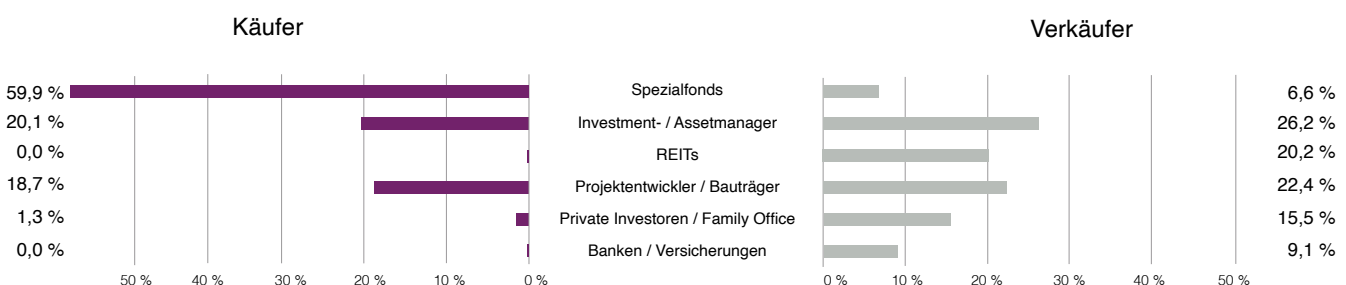 Käufer Verkäufer
59,9 % Spezialfonds 6,6 %
20,1 % Investment- / Assetmanager 26,2 %
0,0 % REITs 20,2 %
18,7 % Projektentwickler / Bauträger 22,4 %
1,3 % Private Investoren / Family Office 15,5 %
0,0 % Banken / Versicherungen 9,1 %
50 % 40 % 30 % 20 % 10 % 0 % 0 % 10 % 20 % 30 % 40 % 50 %